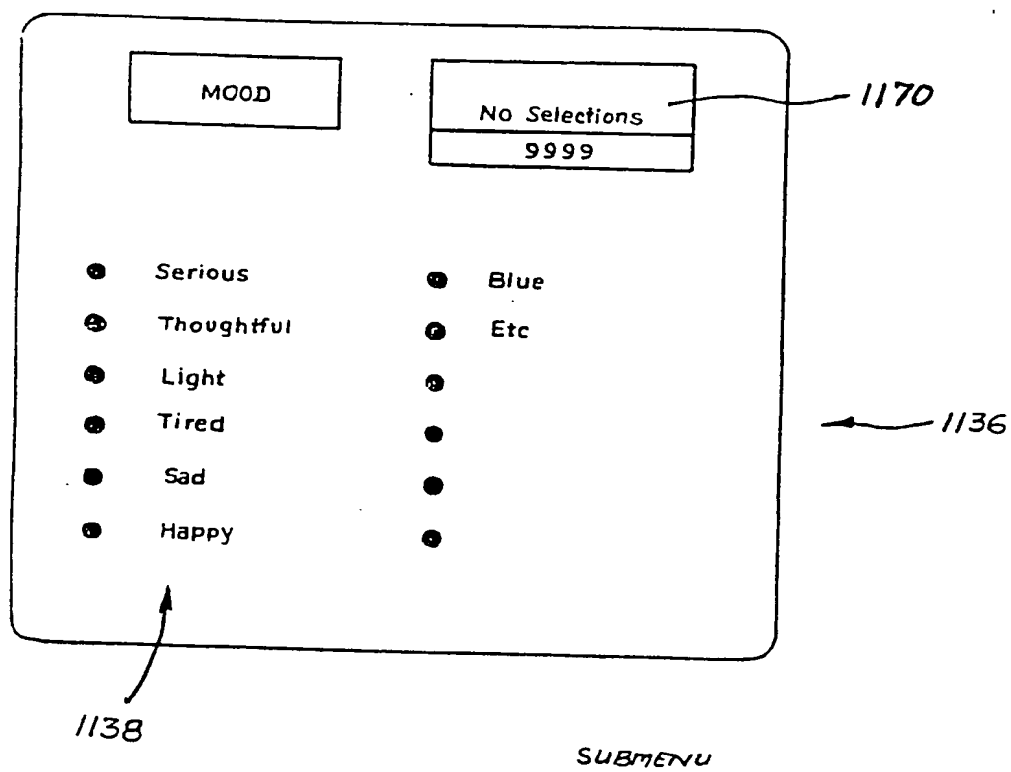 MOOD
No Selections
9999
1170
Serious
Thoughtful
Light
Tired
Sad
Happy
Blue
Etc
1136
1138
SUBMENU